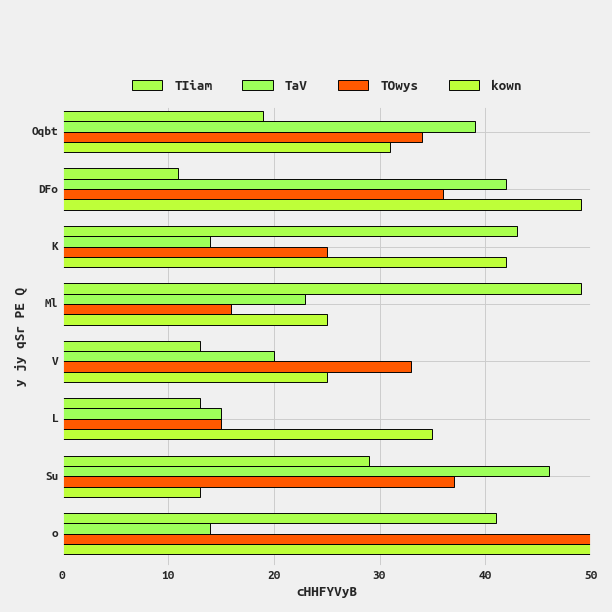 TIiam TaV TOwys kown
Oqbt
DFo
K
Ml
V
L
Su
o
y jy qSr PE Q
0 10 20 30 40 50
cHHFYVyB